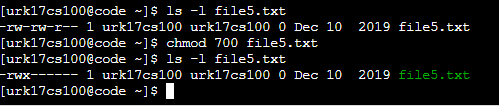 [urk17cs100@code ~]$ ls -l file5.txt
-rw-rw-r-- 1 urk17cs100 urk17cs100 0 Dec 10  2019 file5.txt
[urk17cs100@code ~]$ chmod 700 file5.txt
[urk17cs100@code ~]$ ls -l file5.txt
-rwx------ 1 urk17cs100 urk17cs100 0 Dec 10  2019 file5.txt
[urk17cs100@code ~]$